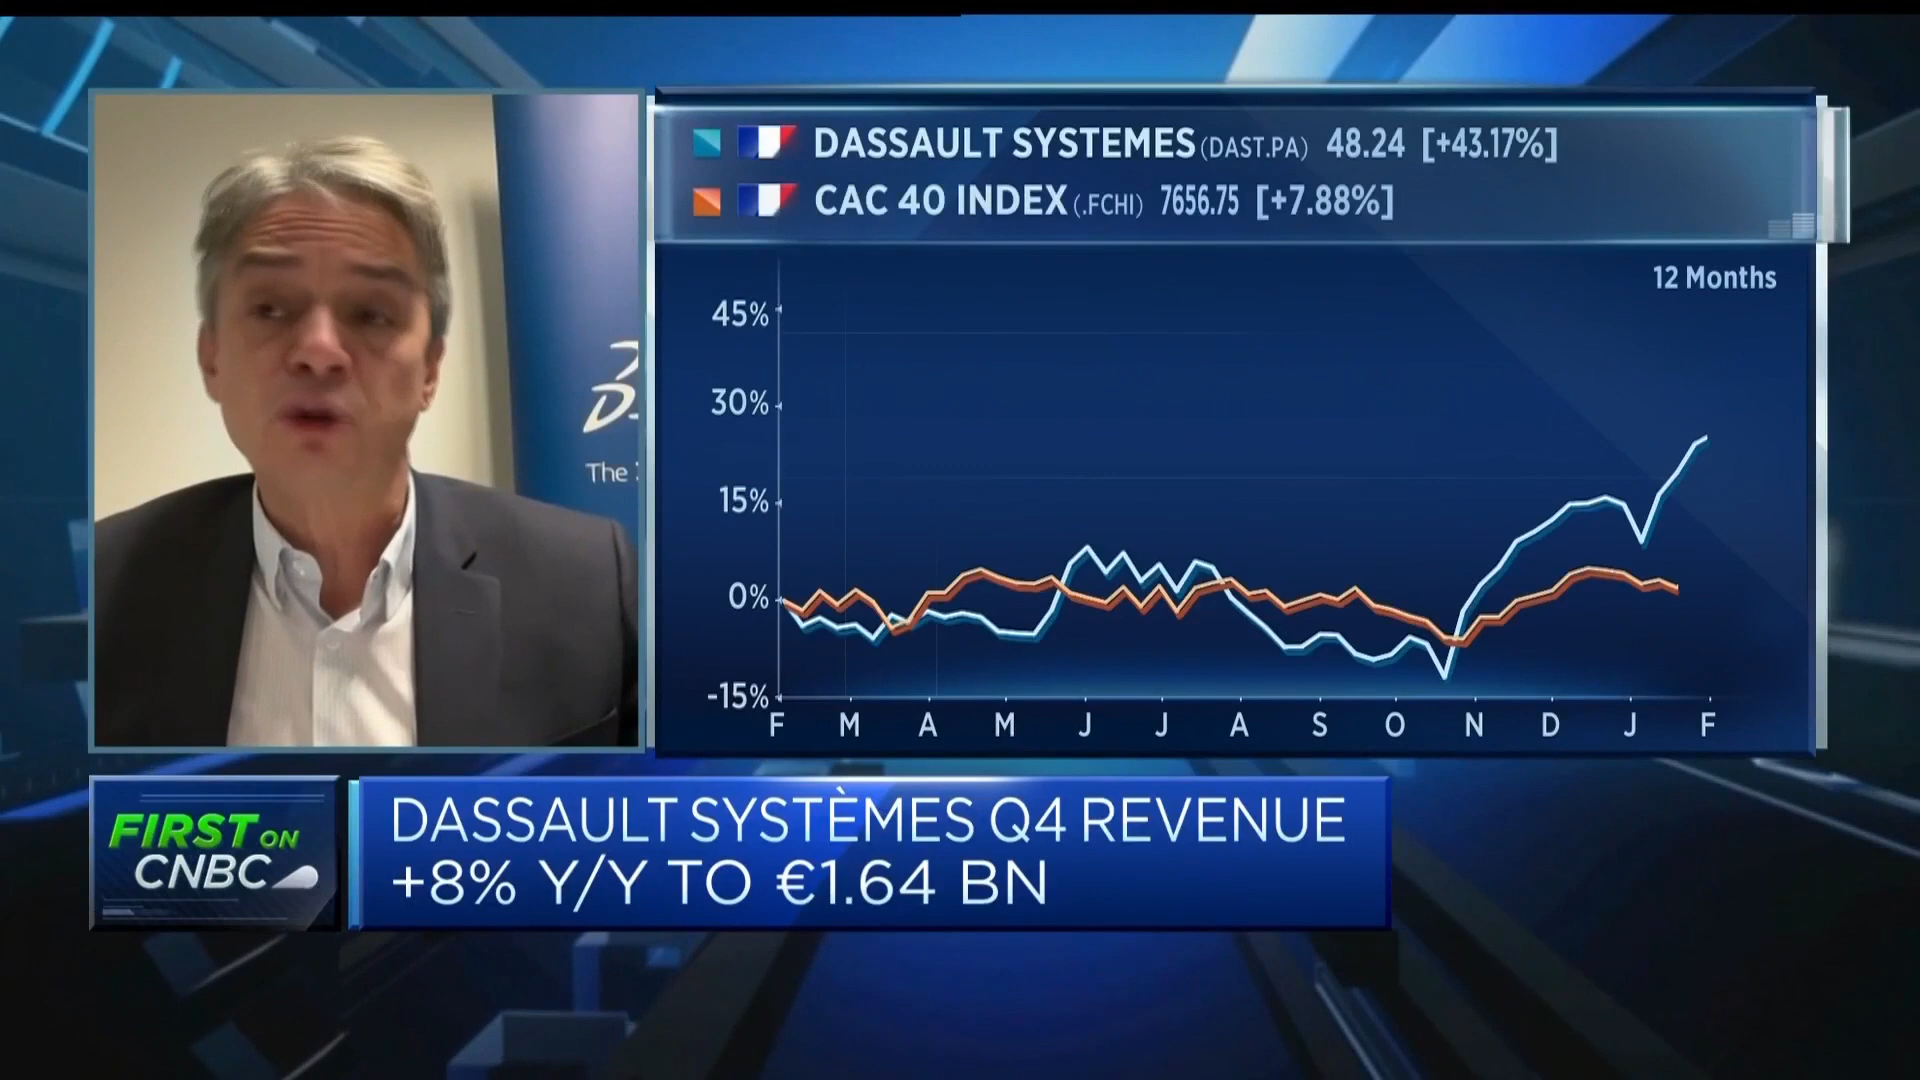 DASSAULT SYSTEMES (DAST.PA) 48.24 [+43.17%]
CAC 40 INDEX (.FCHI) 7656.75 [+7.88%]
12 Months
45%
30%
15%
0%
-15%
F M A M J J A S O N D J F
The
FIRST ON
CNBC
DASSAULT SYSTÈMES Q4 REVENUE
+8% Y/Y TO €1.64 BN